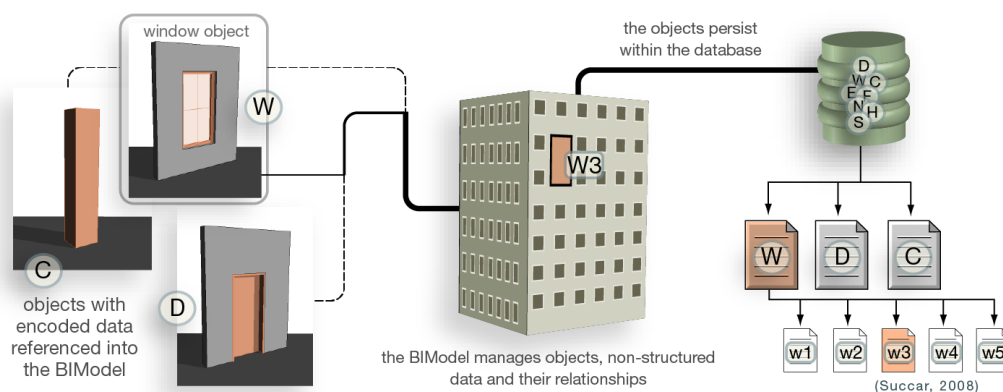 window object
W
C
objects with
encoded data
referenced into
the BIModel
D
W3
the BIModel manages objects, non-structured
data and their relationships
the objects persist
within the database
D
W C
E F
N H
S
W D C
w1 w2 w3 w4 w5
(Succar, 2008)